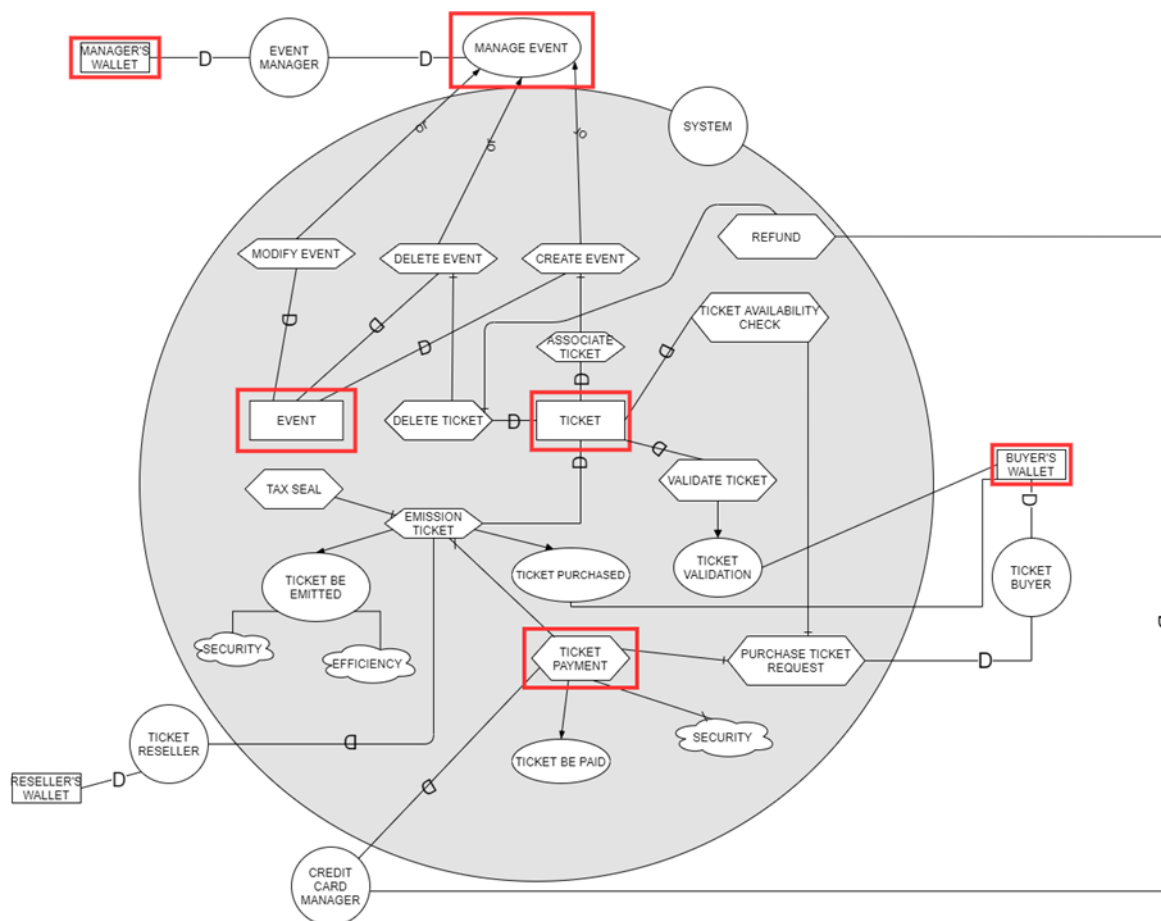 MANAGER'S
WALLET
D
EVENT
MANAGER
D
MANAGE EVENT
SYSTEM
or
or
or
MODIFY EVENT
DELETE EVENT
CREATE EVENT
REFUND
D
D
D
ASSOCIATE
TICKET
D
TICKET AVAILABILITY
CHECK
D
EVENT
DELETE TICKET
D
TICKET
D
D
VALIDATE TICKET
BUYER'S
WALLET
D
TAX SEAL
EMISSION
TICKET
TICKET BE
EMITTED
TICKET PURCHASED
TICKET
VALIDATION
TICKET
BUYER
SECURITY
EFFICIENCY
TICKET
PAYMENT
PURCHASE TICKET
REQUEST
D
D
TICKET
RESELLER
D
SECURITY
TICKET BE PAID
RESELLER'S
WALLET
D
D
CREDIT
CARD
MANAGER